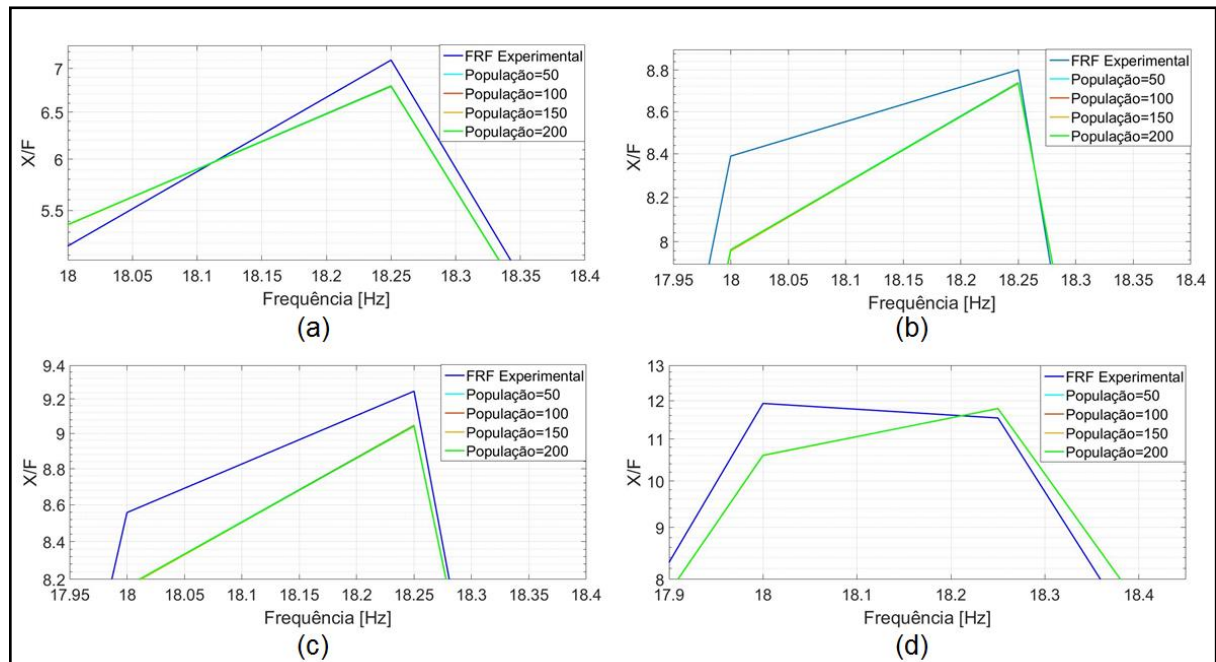 7
6.5
6
5.5
X/F
18 18.05 18.1 18.15 18.2 18.25 18.3 18.35 18.4
Frequência [Hz]
FRF Experimental
População=50
População=100
População=150
População=200
(a)
8.8
8.6
8.4
8.2
8
X/F
17.95 18 18.05 18.1 18.15 18.2 18.25 18.3 18.35 18.4
Frequência [Hz]
FRF Experimental
População=50
População=100
População=150
População=200
(b)
9.4
9.2
9
8.8
8.6
8.4
8.2
X/F
17.95 18 18.05 18.1 18.15 18.2 18.25 18.3 18.35 18.4
Frequência [Hz]
FRF Experimental
População=50
População=100
População=150
População=200
(c)
13
12
11
10
9
8
X/F
17.9 18 18.1 18.2 18.3 18.4
Frequência [Hz]
FRF Experimental
População=50
População=100
População=150
População=200
(d)